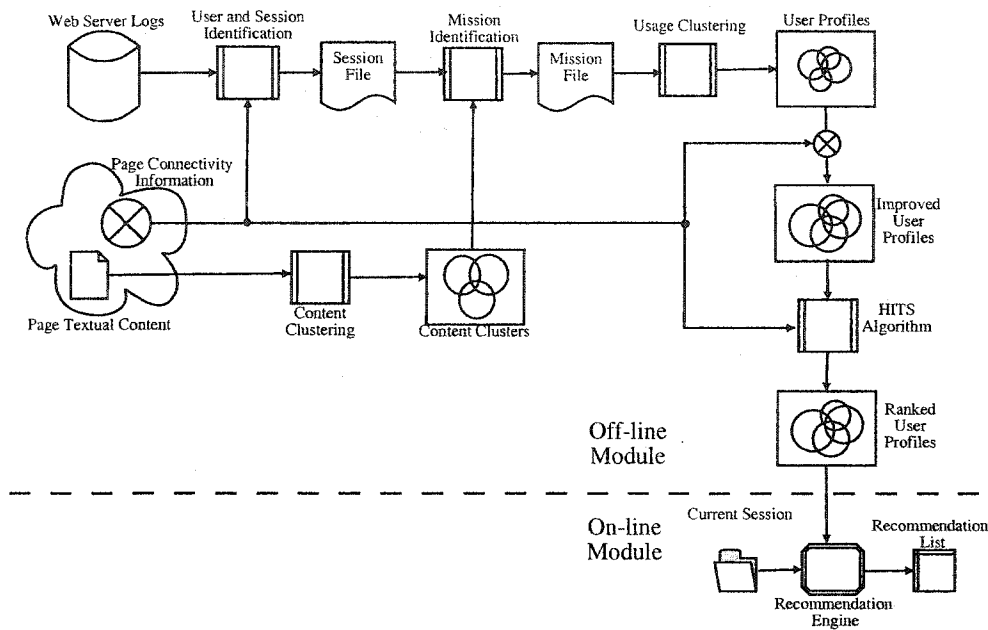 Web Server Logs
User and Session
Identification
Mission
Identification
Usage Clustering
User Profiles
Session
File
Mission
File
Page Connectivity
Information
Improved
User
Profiles
Page Textual Content
Content
Clustering
Content Clusters
HITS
Algorithm
Ranked
User
Profiles
Off-line
Module
On-line
Module
Current Session
Recommendation
List
Recommendation
Engine